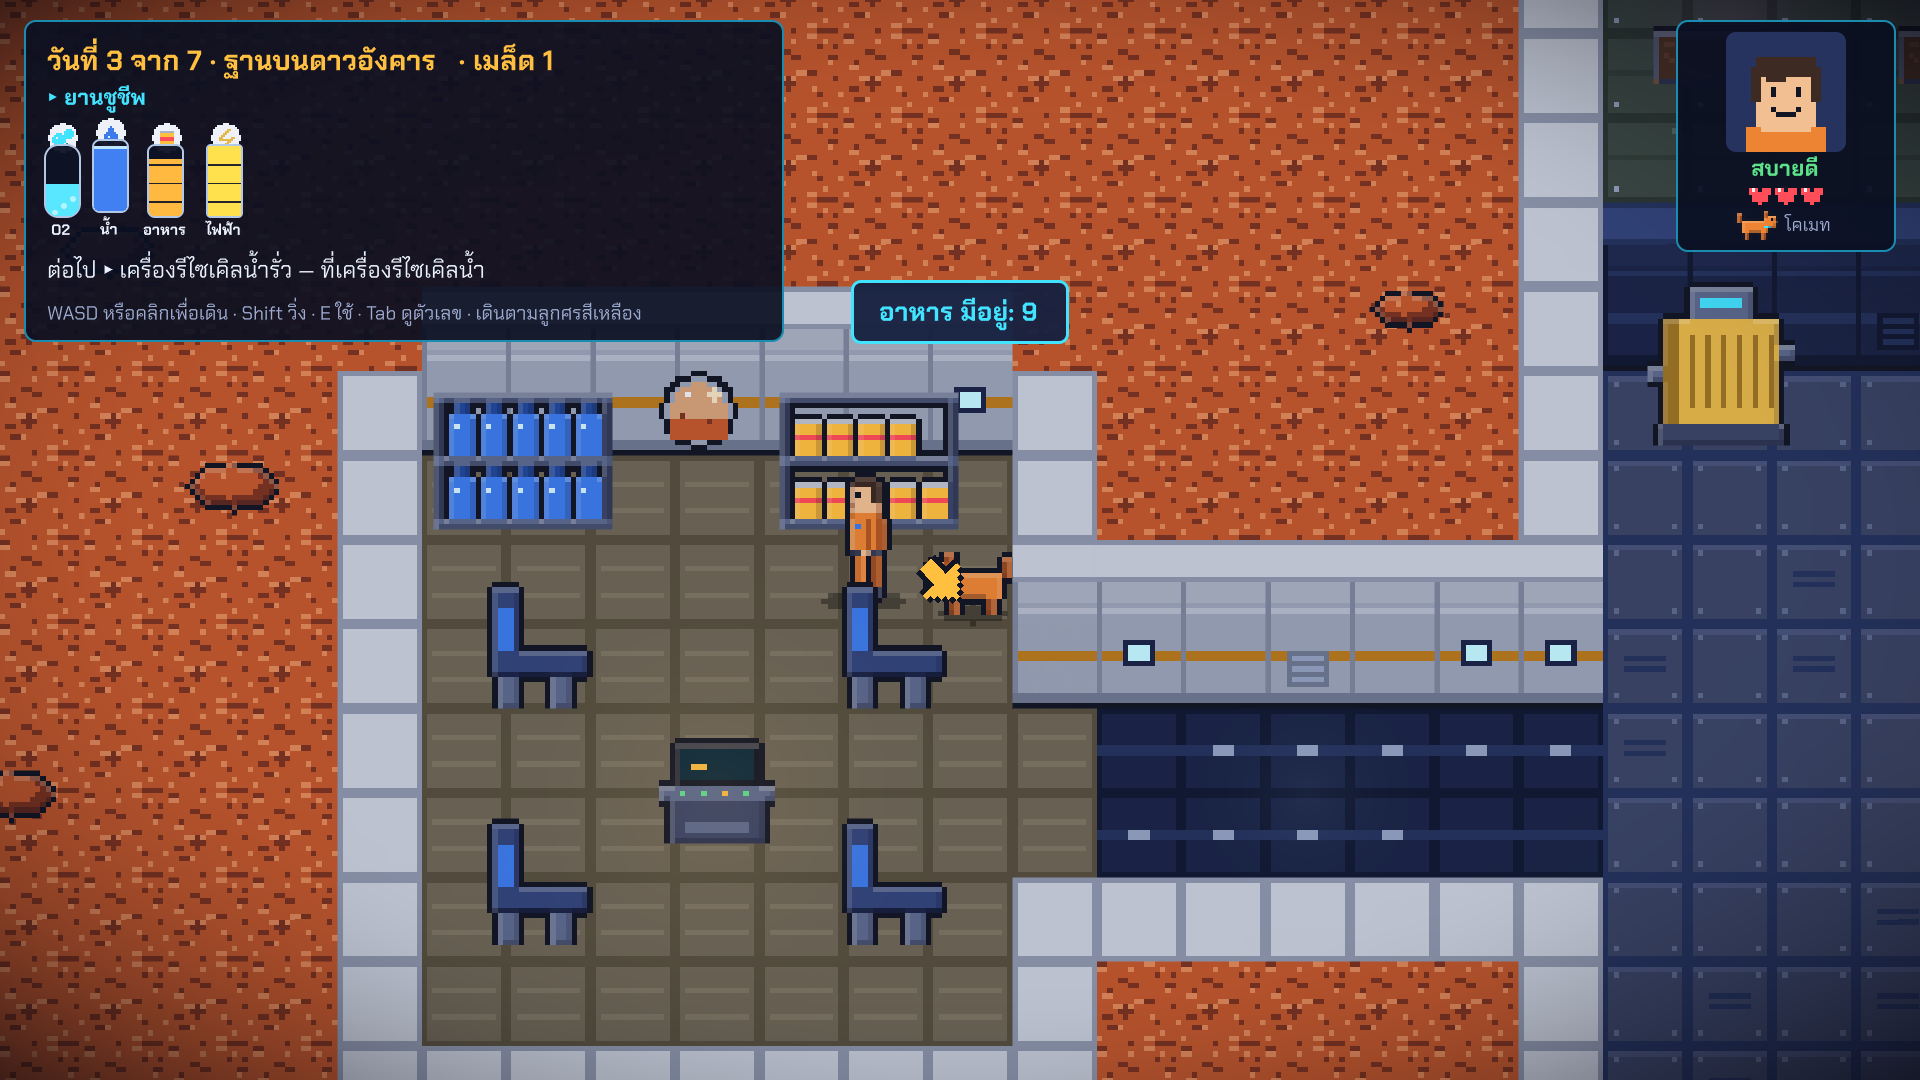 วันที่ 3 จาก 7 · ฐานบนดาวอังคาร · เมล็ด 1
▸ ยานชูชีพ
O2 น้ำ อาหาร ไฟฟ้า
ต่อไป ▸ เครื่องรีไซเคิลน้ำรั่ว — ที่เครื่องรีไซเคิลน้ำ
WASD หรือคลิกเพื่อเดิน · Shift วิ่ง · E ใช้ · Tab ดูตัวเลข · เดินตามลูกศรสีเหลือง
อาหาร มีอยู่: 9
สบายดี
โคเมท